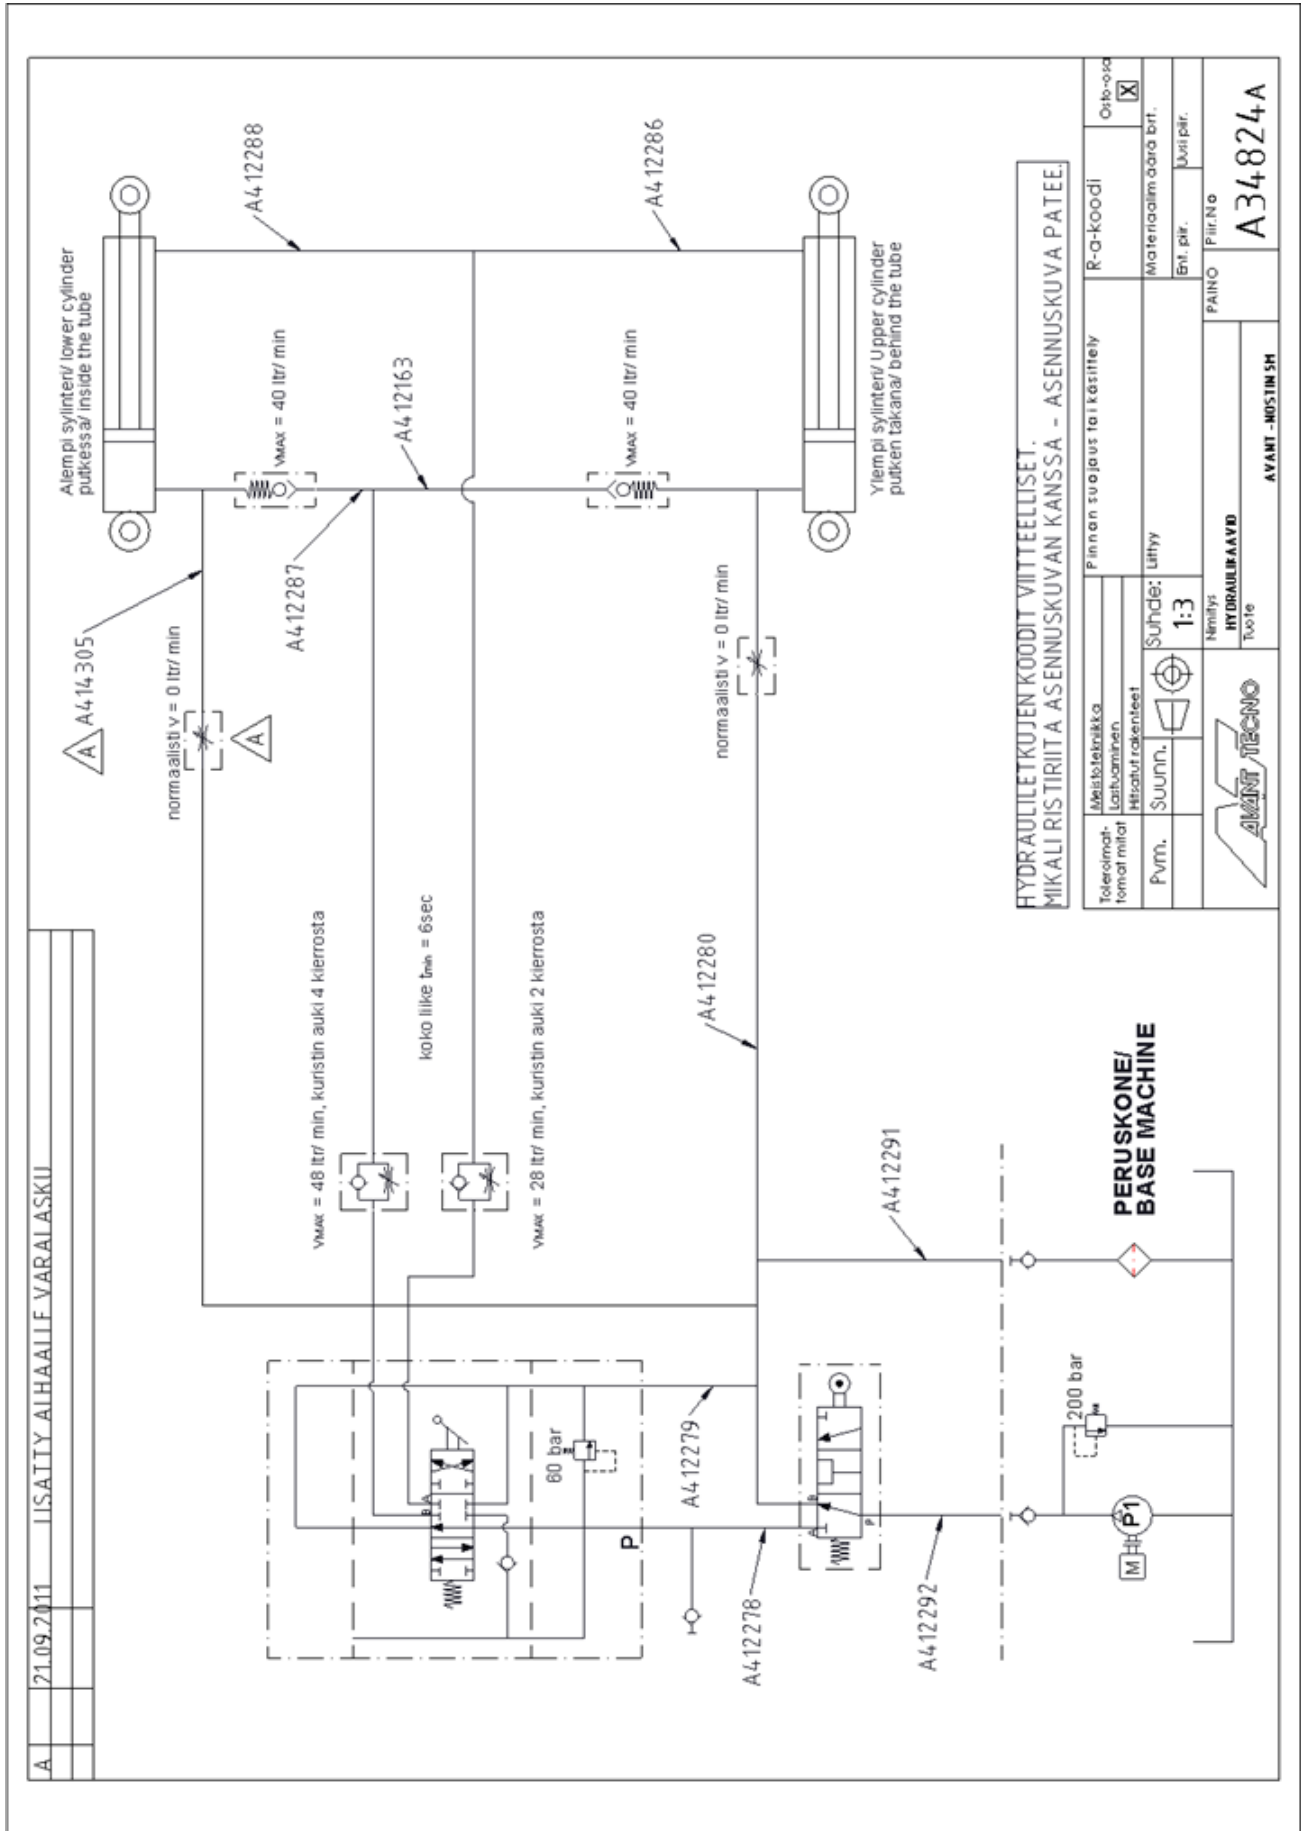 A 21.09.2011 LISATTY ALHAALLE VARALASKU
Alempi sylinteri/ lower cylinder
putkessa/ inside the tube
A412288
VMAX = 40 ltr/ min
A412163
A412286
VMAX = 40 ltr/ min
Ylempi sylinteri/ Upper cylinder
putken takana/ behind the tube
A A414305
normaalisti v = 0 ltr/ min
A
A412287
normaalisti v = 0 ltr/ min
VMAX = 48 ltr/ min, kuristin auki 4 kierrosta
koko liike tmin = 6sec
VMAX = 28 ltr/ min, kuristin auki 2 kierrosta
A412280
A412291
B A
60 bar
P
A412279
A412278
A B
P
A412292
PERUSKONE/
BASE MACHINE
200 bar
M P1
HYDRAULILETKUJEN KOODIT VIITTEELLISET.
MIKALI RISTIRIITA ASENNUSKUVAN KANSSA - ASENNUSKUVA PATEE.
Toleroimat-
tomat mitat
Meistotekniikka
Lastuaminen
Hitsatut rakenteet
Pinnan suojaus tai käsittely
R-a-koodi
Osto-osa
X
Pvm.
Suunn.
Suhde:
1:3
Liittyy
Materiaalimäärä brt.
Ent. piir.
Uusi piir.
AVANT TECNO
Nimitys
HYDRAULIKAAVIO
Tuote
AVANT -NOSTIN SM
PAINO
Piir.No
A34824A